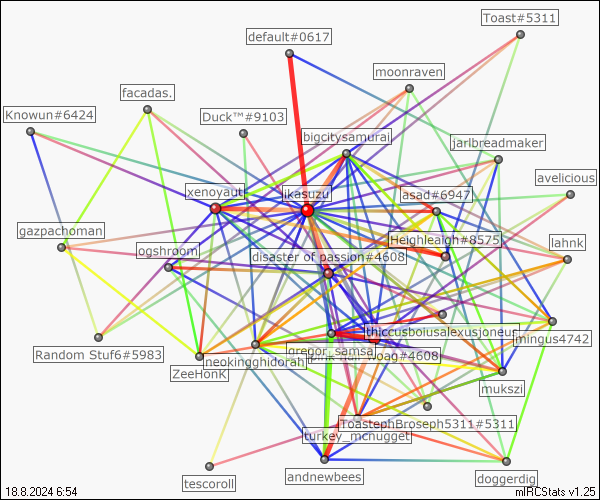 Toast#5311
default#0617
moonraven
facadas.
Knowun#6424
Duck™#9103
bigcitysamurai
jarlbreadmaker
avelicious
xenoyaut
ikasuzu
asad#6947
gazpachoman
Heighleaigh#8575
lahnk
ogshroom
disaster of passion#4608
thiccusboiusalexusjoneus
mingus4742
Random Stuf6#5983
gregor_samsa
woag#4608
neokingghidorah
ZeeHonK
mukszi
ToastephBroseph5311#5311
turkey_mcnugget
tescoroll
andnewbees
doggerdig
18.8.2024 6:54
mIRCStats v1.25